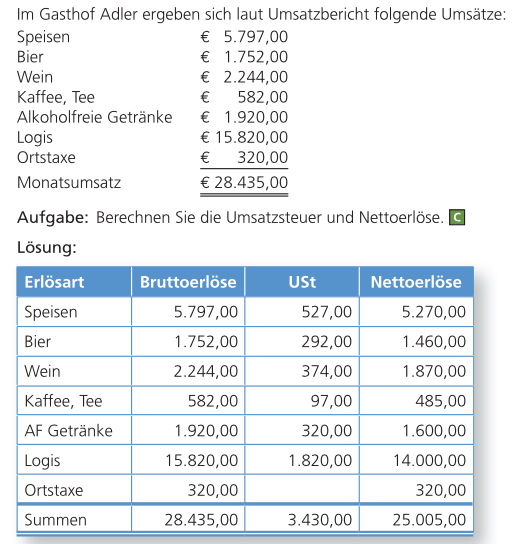 Im Gasthof Adler ergeben sich laut Umsatzbericht folgende Umsätze:
Speisen € 5.797,00
Bier € 1.752,00
Wein € 2.244,00
Kaffee, Tee € 582,00
Alkoholfreie Getränke € 1.920,00
Logis € 15.820,00
Ortstaxe € 320,00
Monatsumsatz € 28.435,00
Aufgabe: Berechnen Sie die Umsatzsteuer und Nettoerlöse. C
Lösung:
Erlösart Bruttoerlöse USt Nettoerlöse
Speisen 5.797,00 527,00 5.270,00
Bier 1.752,00 292,00 1.460,00
Wein 2.244,00 374,00 1.870,00
Kaffee, Tee 582,00 97,00 485,00
AF Getränke 1.920,00 320,00 1.600,00
Logis 15.820,00 1.820,00 14.000,00
Ortstaxe 320,00 320,00
Summen 28.435,00 3.430,00 25.005,00